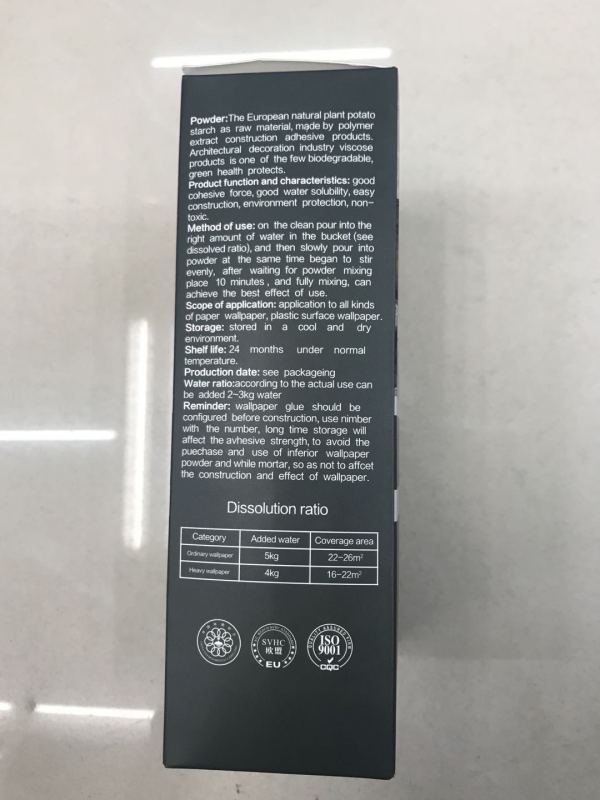 Powder:The European natural plant potato
starch as raw material, made by polymer
extract construction adhesive products.
Architectural decoration industry viscose
products is one of the few biodegradable,
green health protects.
Product function and characteristics: good
cohesive force, good water solubility, easy
construction, environment protection, non-
toxic.
Method of use: on the clean pour into the
right amount of water in the bucket (see
dissolved ratio), and then slowly pour into
powder at the same time began to stir
evenly, after waiting for powder mixing
place 10 minutes, and fully mixing, can
achieve the best effect of use.
Scope of application: application to all kinds
of paper wallpaper, plastic surface wallpaper.
Storage: stored in a cool and dry
environment.
Shelf life: 24 months under normal
temperature.
Production date: see packageing
Water ratio:according to the actual use can
be added 2-3kg water
Reminder: wallpaper glue should be
configured before construction, use nimber
with the number, long time storage will
affect the avhesive strength, to avoid the
puechase and use of inferior wallpaper
powder and while mortar, so as not to affcet
the construction and effect of wallpaper.
Dissolution ratio
Category Added water Coverage area
Ordinary wallpaper 5kg 22-26m²
Heavy wallpaper 4kg 16-22m²
SVHC
欧盟
EU
ISO
9001
CQC